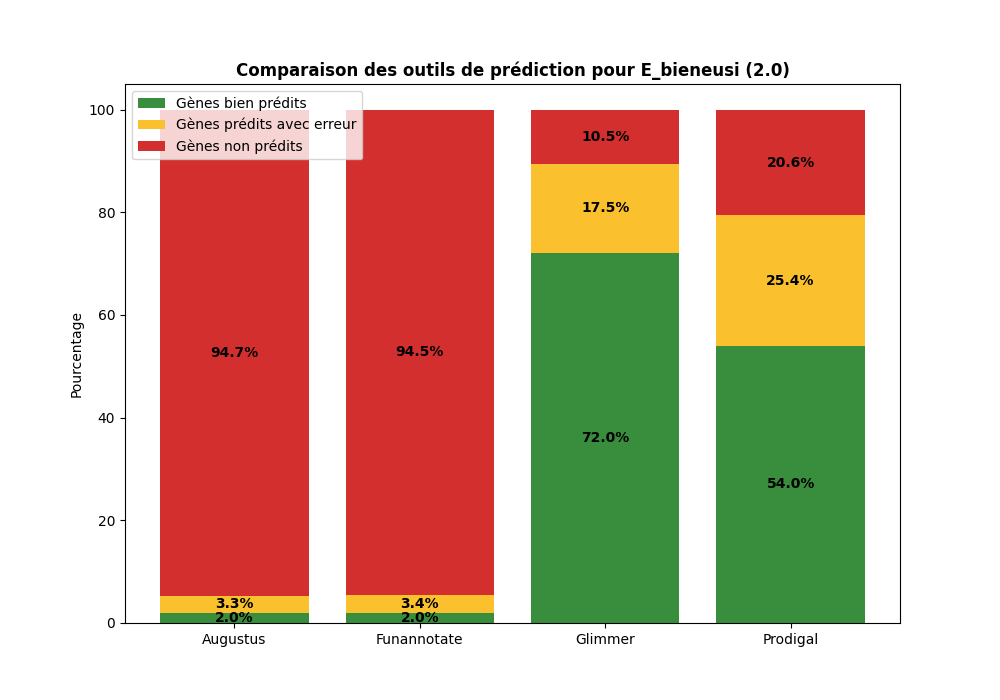 Comparaison des outils de prédiction pour E_bieneusi (2.0)
Gènes bien prédits
Gènes prédits avec erreur
Gènes non prédits
Pourcentage
100
80
60
40
20
0
94.7%
3.3%
2.0%
94.5%
3.4%
2.0%
10.5%
17.5%
72.0%
20.6%
25.4%
54.0%
Augustus
Funannotate
Glimmer
Prodigal